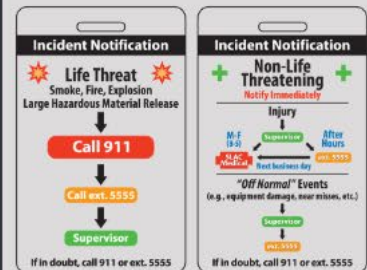 Incident Notification
Life Threat
Smoke, Fire, Explosion
Large Hazardous Material Release
Call 911
Call ext. 5555
Supervisor
If in doubt, call 911 or ext. 5555
Incident Notification
Non-Life
Threatening
Notify Immediately
Injury
M-F
(8-5)
Supervisor
After
Hours
SLAC
Medical
Next business day
ext. 5555
"Off Normal" Events
(e.g., equipment damage, near misses, etc.)
Supervisor
ext. 5555
If in doubt, call 911 or ext. 5555